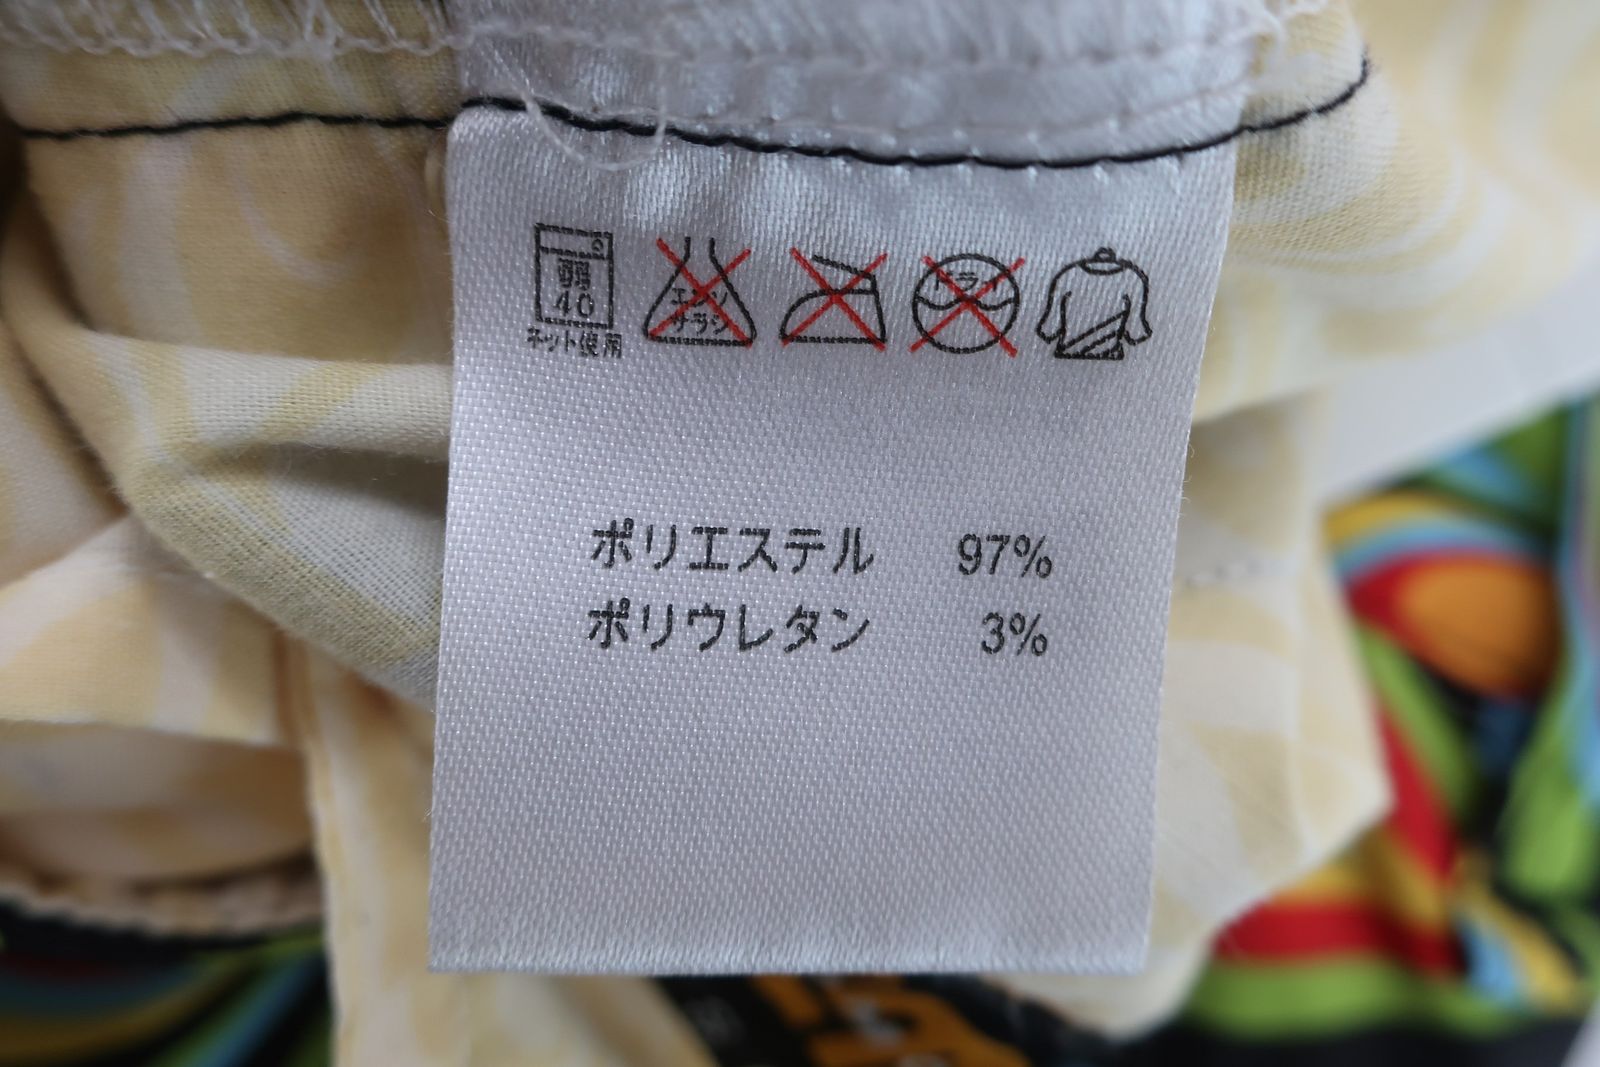 弱
40
ネット使用
エンソ
サラシ
ドライ
ポリエステル 97%
ポリウレタン 3%